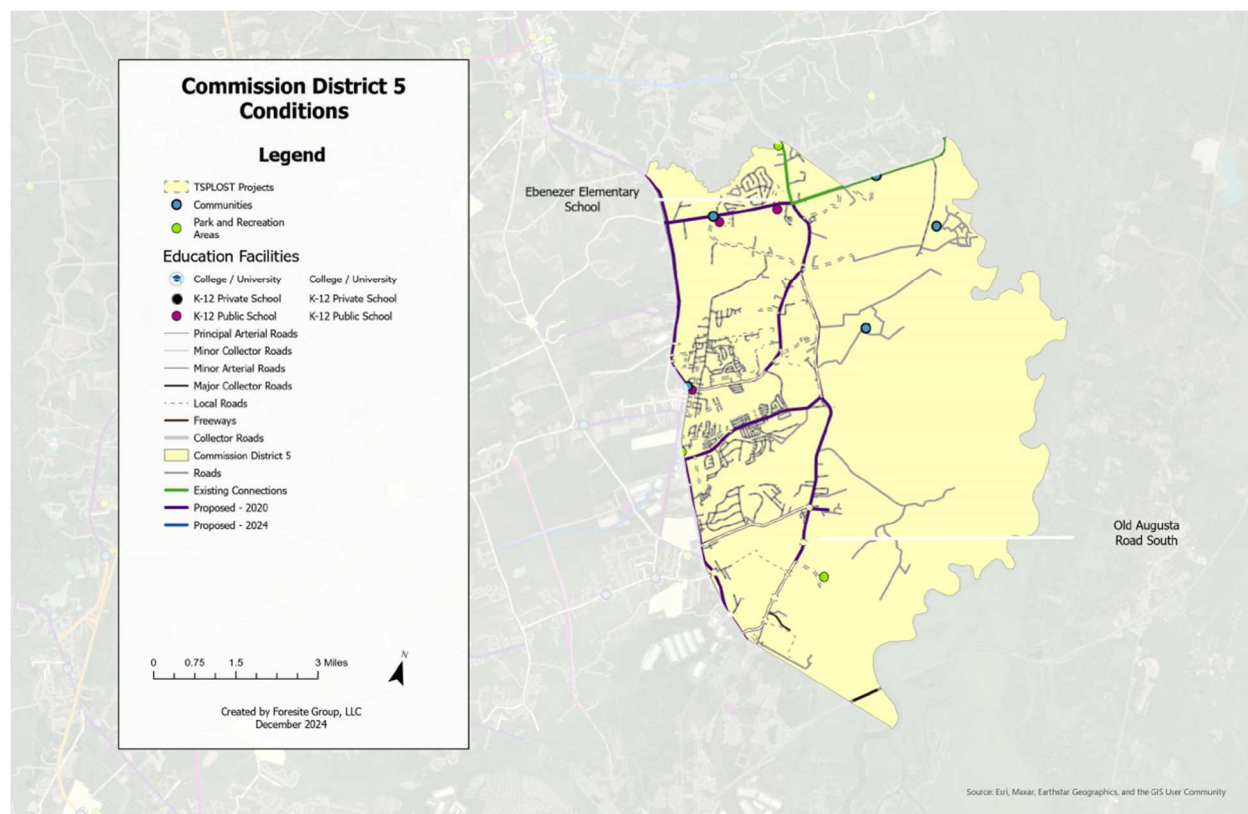 Commission District 5
Conditions
Legend
TSPLOST Projects
Communities
Park and Recreation
Areas
Education Facilities
College / University College / University
K-12 Private School K-12 Private School
K-12 Public School K-12 Public School
Principal Arterial Roads
Minor Collector Roads
Minor Arterial Roads
Major Collector Roads
Local Roads
Freeways
Collector Roads
Commission District 5
Roads
Existing Connections
Proposed - 2020
Proposed - 2024
0 0.75 1.5 3 Miles
N
Created by Foresite Group, LLC
December 2024
Ebenezer Elementary
School
Old Augusta
Road South
Source: Esri, Maxar, Earthstar Geographics, and the GIS User Community